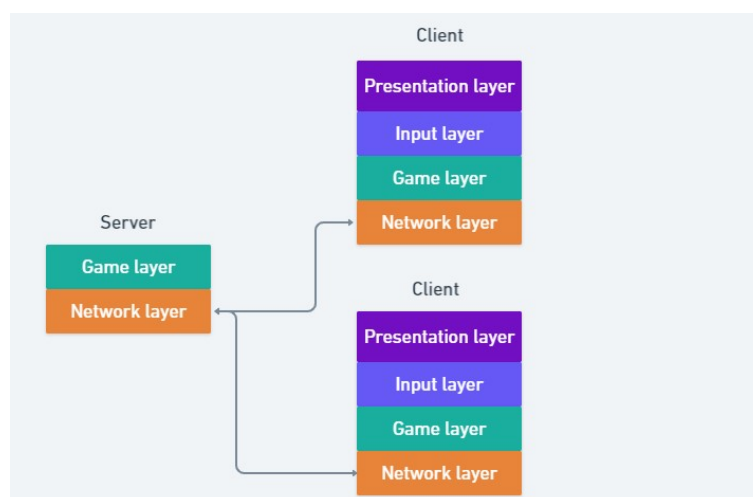 Client
Presentation layer
Input layer
Game layer
Network layer
Server
Game layer
Network layer
Client
Presentation layer
Input layer
Game layer
Network layer